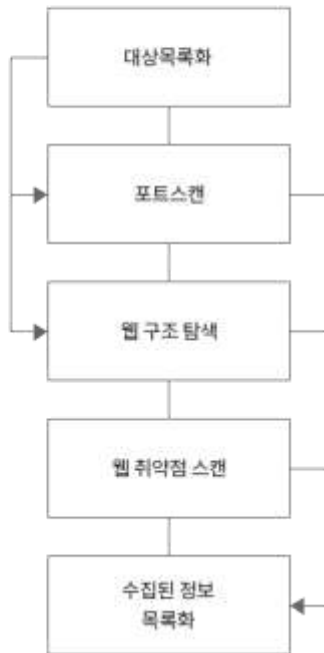 대상목록화
포트스캔
웹 구조 탐색
웹 취약점 스캔
수집된 정보
목록화